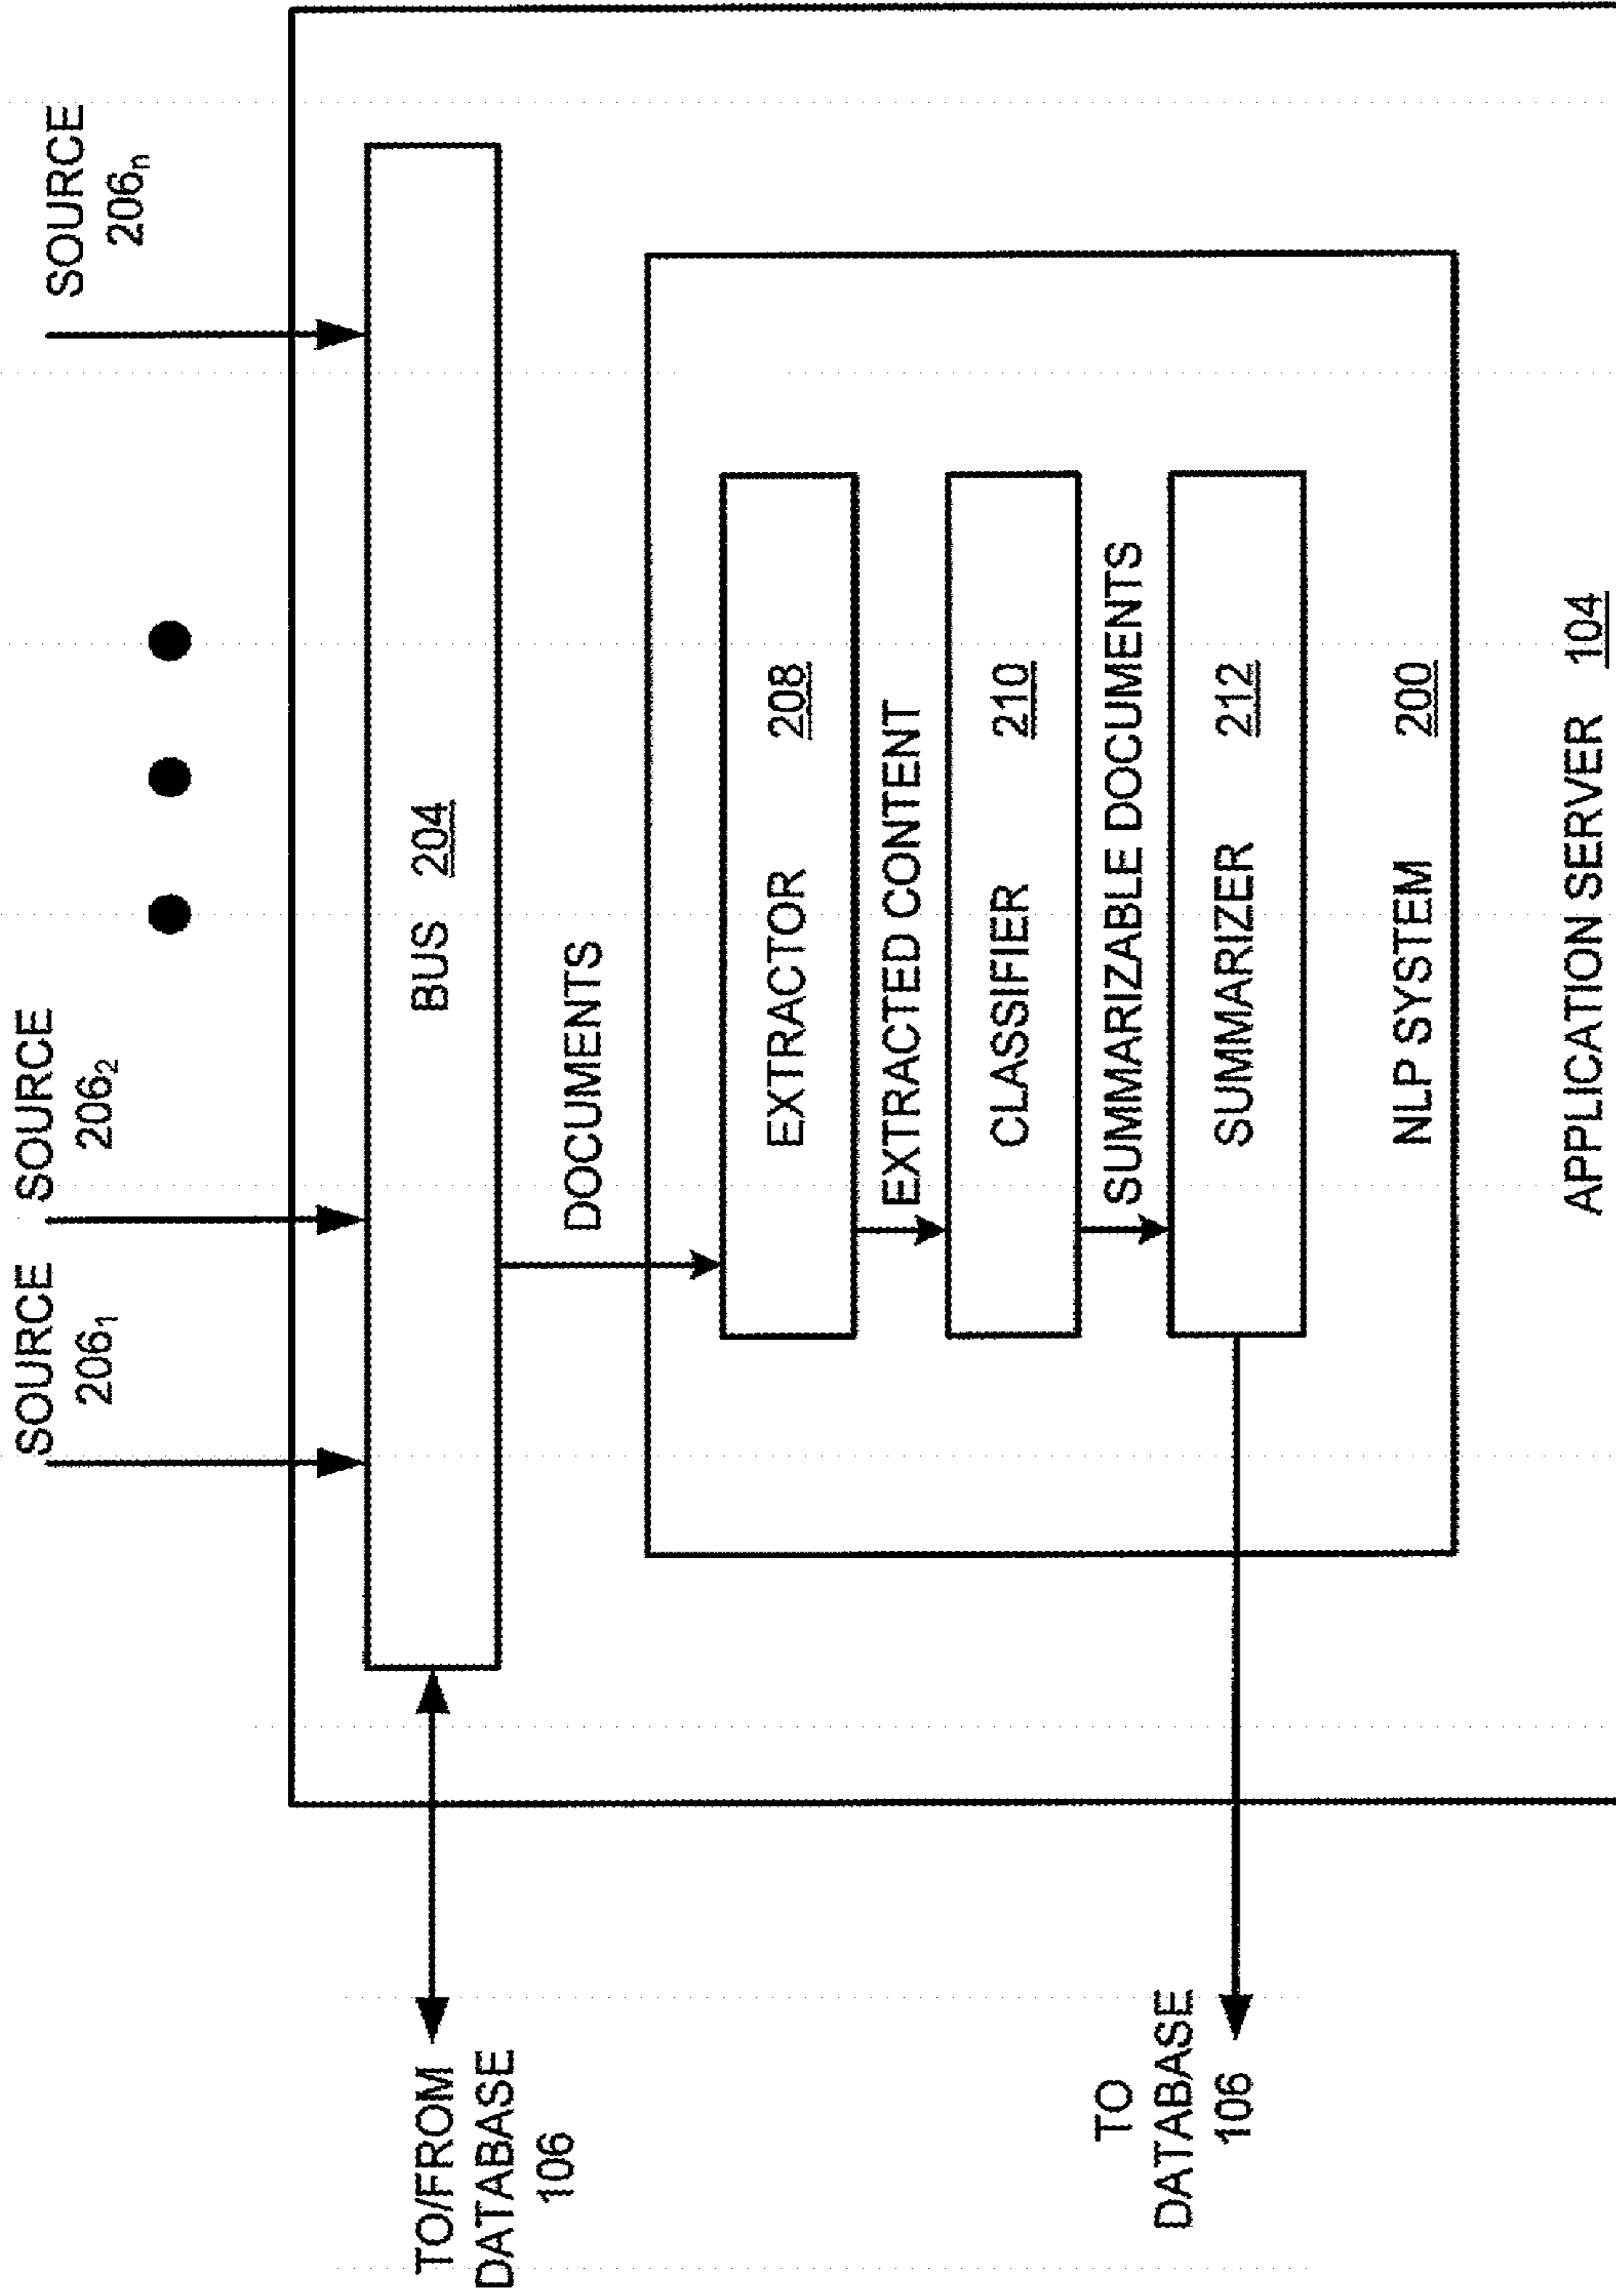 SOURCE
206₁
SOURCE
206₂
SOURCE
206ₙ
BUS 204
TO/FROM
DATABASE
106
DOCUMENTS
EXTRACTOR 208
EXTRACTED CONTENT
CLASSIFIER 210
SUMMARIZABLE DOCUMENTS
SUMMARIZER 212
TO
DATABASE
106
NLP SYSTEM 200
APPLICATION SERVER 104